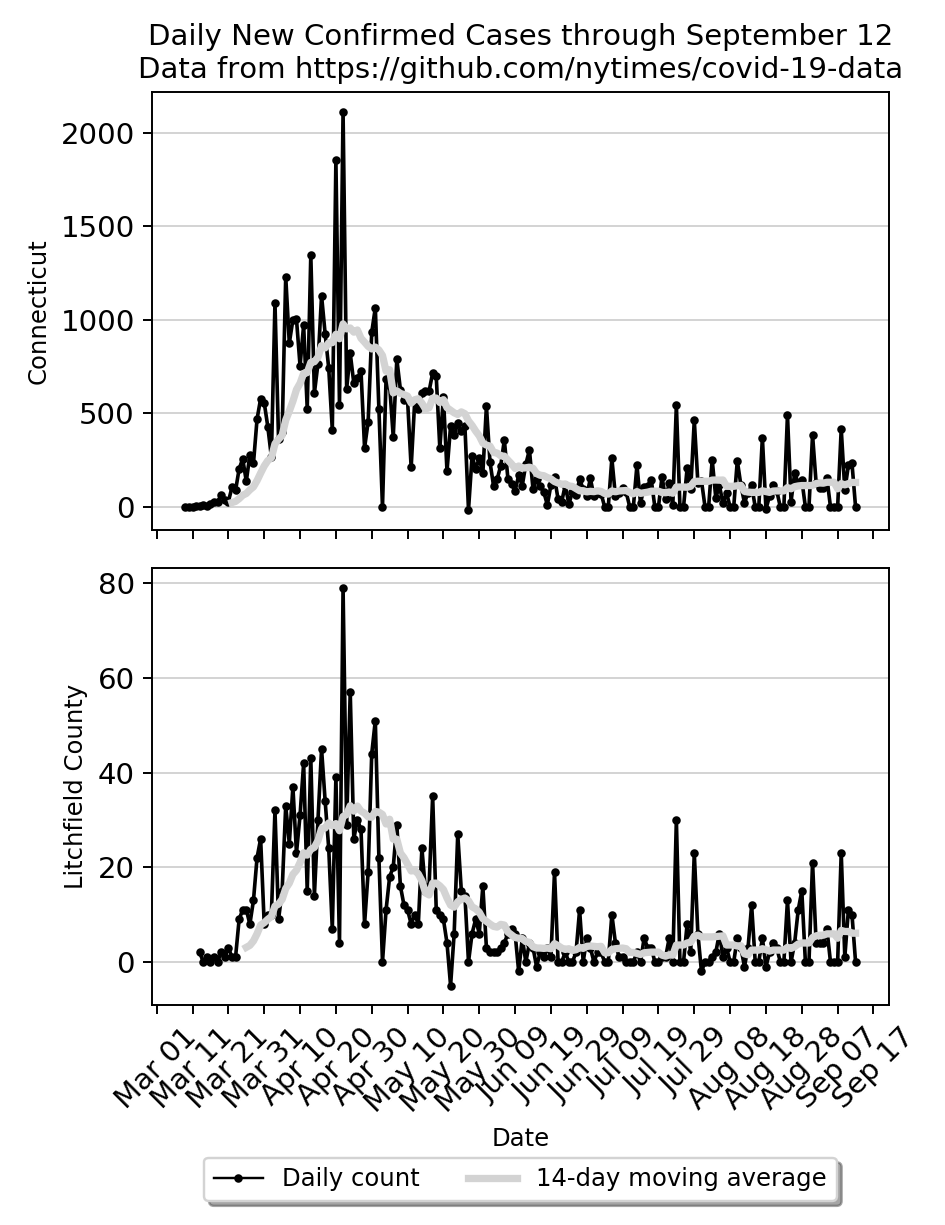 Daily New Confirmed Cases through September 12
Data from https://github.com/nytimes/covid-19-data
2000
1500
1000
500
0
Connecticut
80
60
40
20
0
Litchfield County
Mar 01
Mar 11
Mar 21
Mar 31
Apr 10
Apr 20
Apr 30
May 10
May 20
May 30
Jun 09
Jun 19
Jun 29
Jul 09
Jul 19
Jul 29
Aug 08
Aug 18
Aug 28
Sep 07
Sep 17
Date
Daily count
14-day moving average